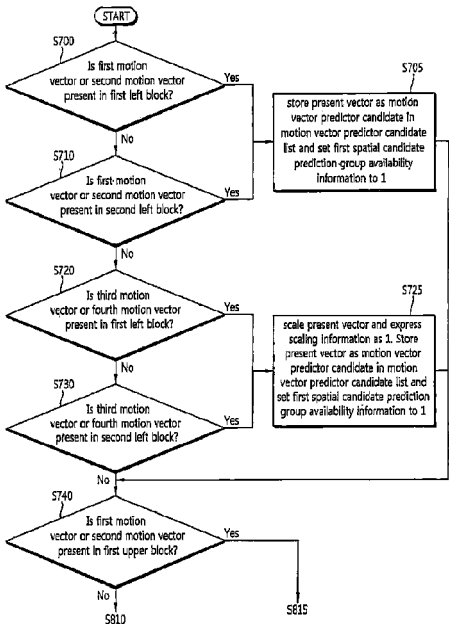 START
S700
Is first motion
vector or second motion vector
present in first left block?
Yes
No
S705
store present vector as motion
vector predictor candidate in
motion vector predictor candidate
list and set first spatial candidate
prediction-group availability
information to 1
S710
Is first-motion
vector or second motion vector
present in second left block?
Yes
No
S720
Is third motion
vector or fourth motion vector
present in first left block?
Yes
No
S725
scale present vector and express
scaling information as 1. Store
present vector as motion vector
predictor candidate in motion
vector predictor candidate list and
set first spatial candidate prediction
group availability information to 1
S730
Is third motion
vector or fourth motion vector
present in second left block?
Yes
No
S740
Is first motion
vector or second motion vector
present in first upper block?
Yes
No
S810
S815